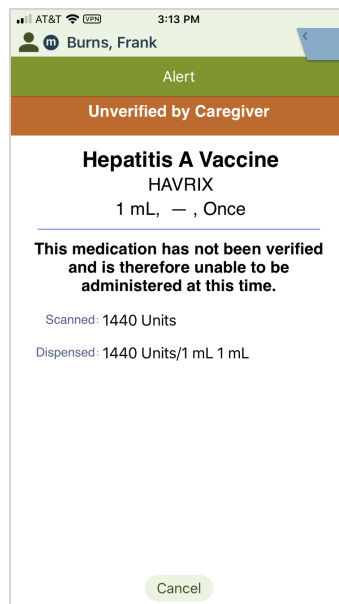 AT&T VPN 3:13 PM
m Burns, Frank
Alert
Unverified by Caregiver
Hepatitis A Vaccine
HAVRIX
1 mL, — , Once
This medication has not been verified
and is therefore unable to be
administered at this time.
Scanned: 1440 Units
Dispensed: 1440 Units/1 mL 1 mL
Cancel